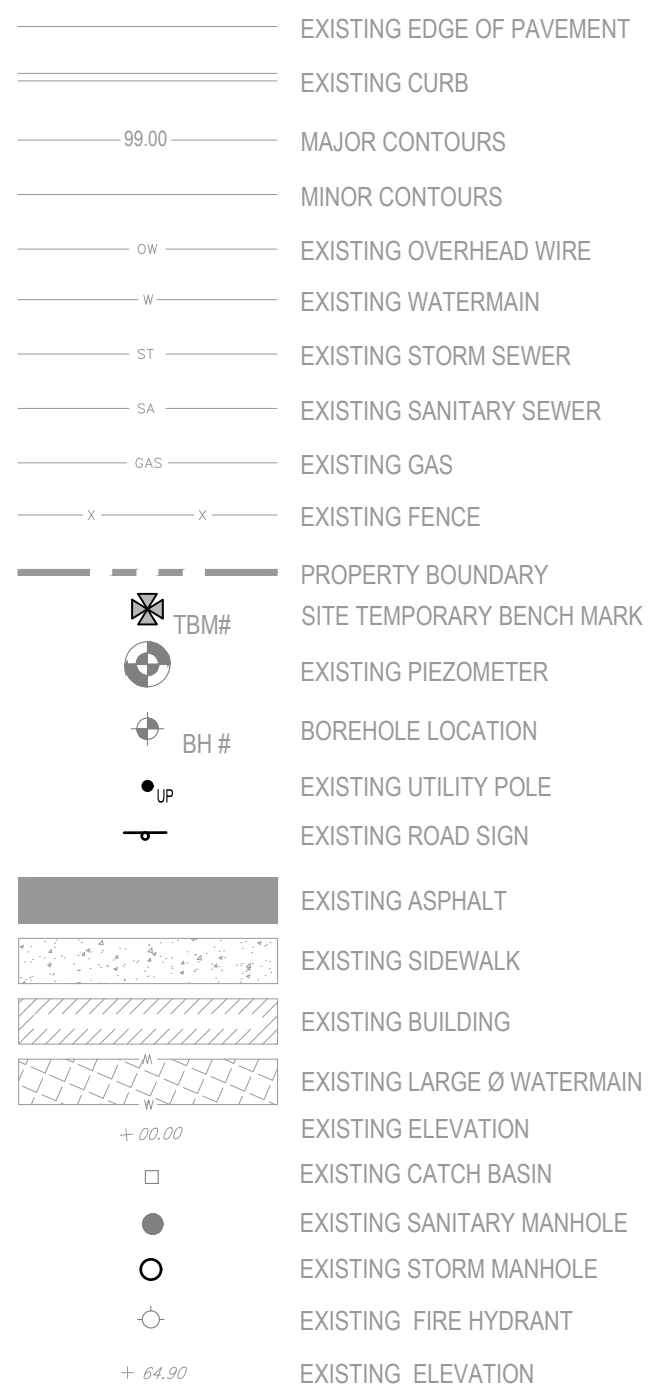 EXISTING EDGE OF PAVEMENT
EXISTING CURB
99.00 MAJOR CONTOURS
MINOR CONTOURS
OW EXISTING OVERHEAD WIRE
W EXISTING WATERMAIN
ST EXISTING STORM SEWER
SA EXISTING SANITARY SEWER
GAS EXISTING GAS
X X EXISTING FENCE
PROPERTY BOUNDARY
TBM# SITE TEMPORARY BENCH MARK
EXISTING PIEZOMETER
BH # BOREHOLE LOCATION
UP EXISTING UTILITY POLE
EXISTING ROAD SIGN
EXISTING ASPHALT
EXISTING SIDEWALK
EXISTING BUILDING
W
EXISTING LARGE Ø WATERMAIN
W
+ 00.00 EXISTING ELEVATION
EXISTING CATCH BASIN
EXISTING SANITARY MANHOLE
EXISTING STORM MANHOLE
EXISTING FIRE HYDRANT
+ 64.90 EXISTING ELEVATION